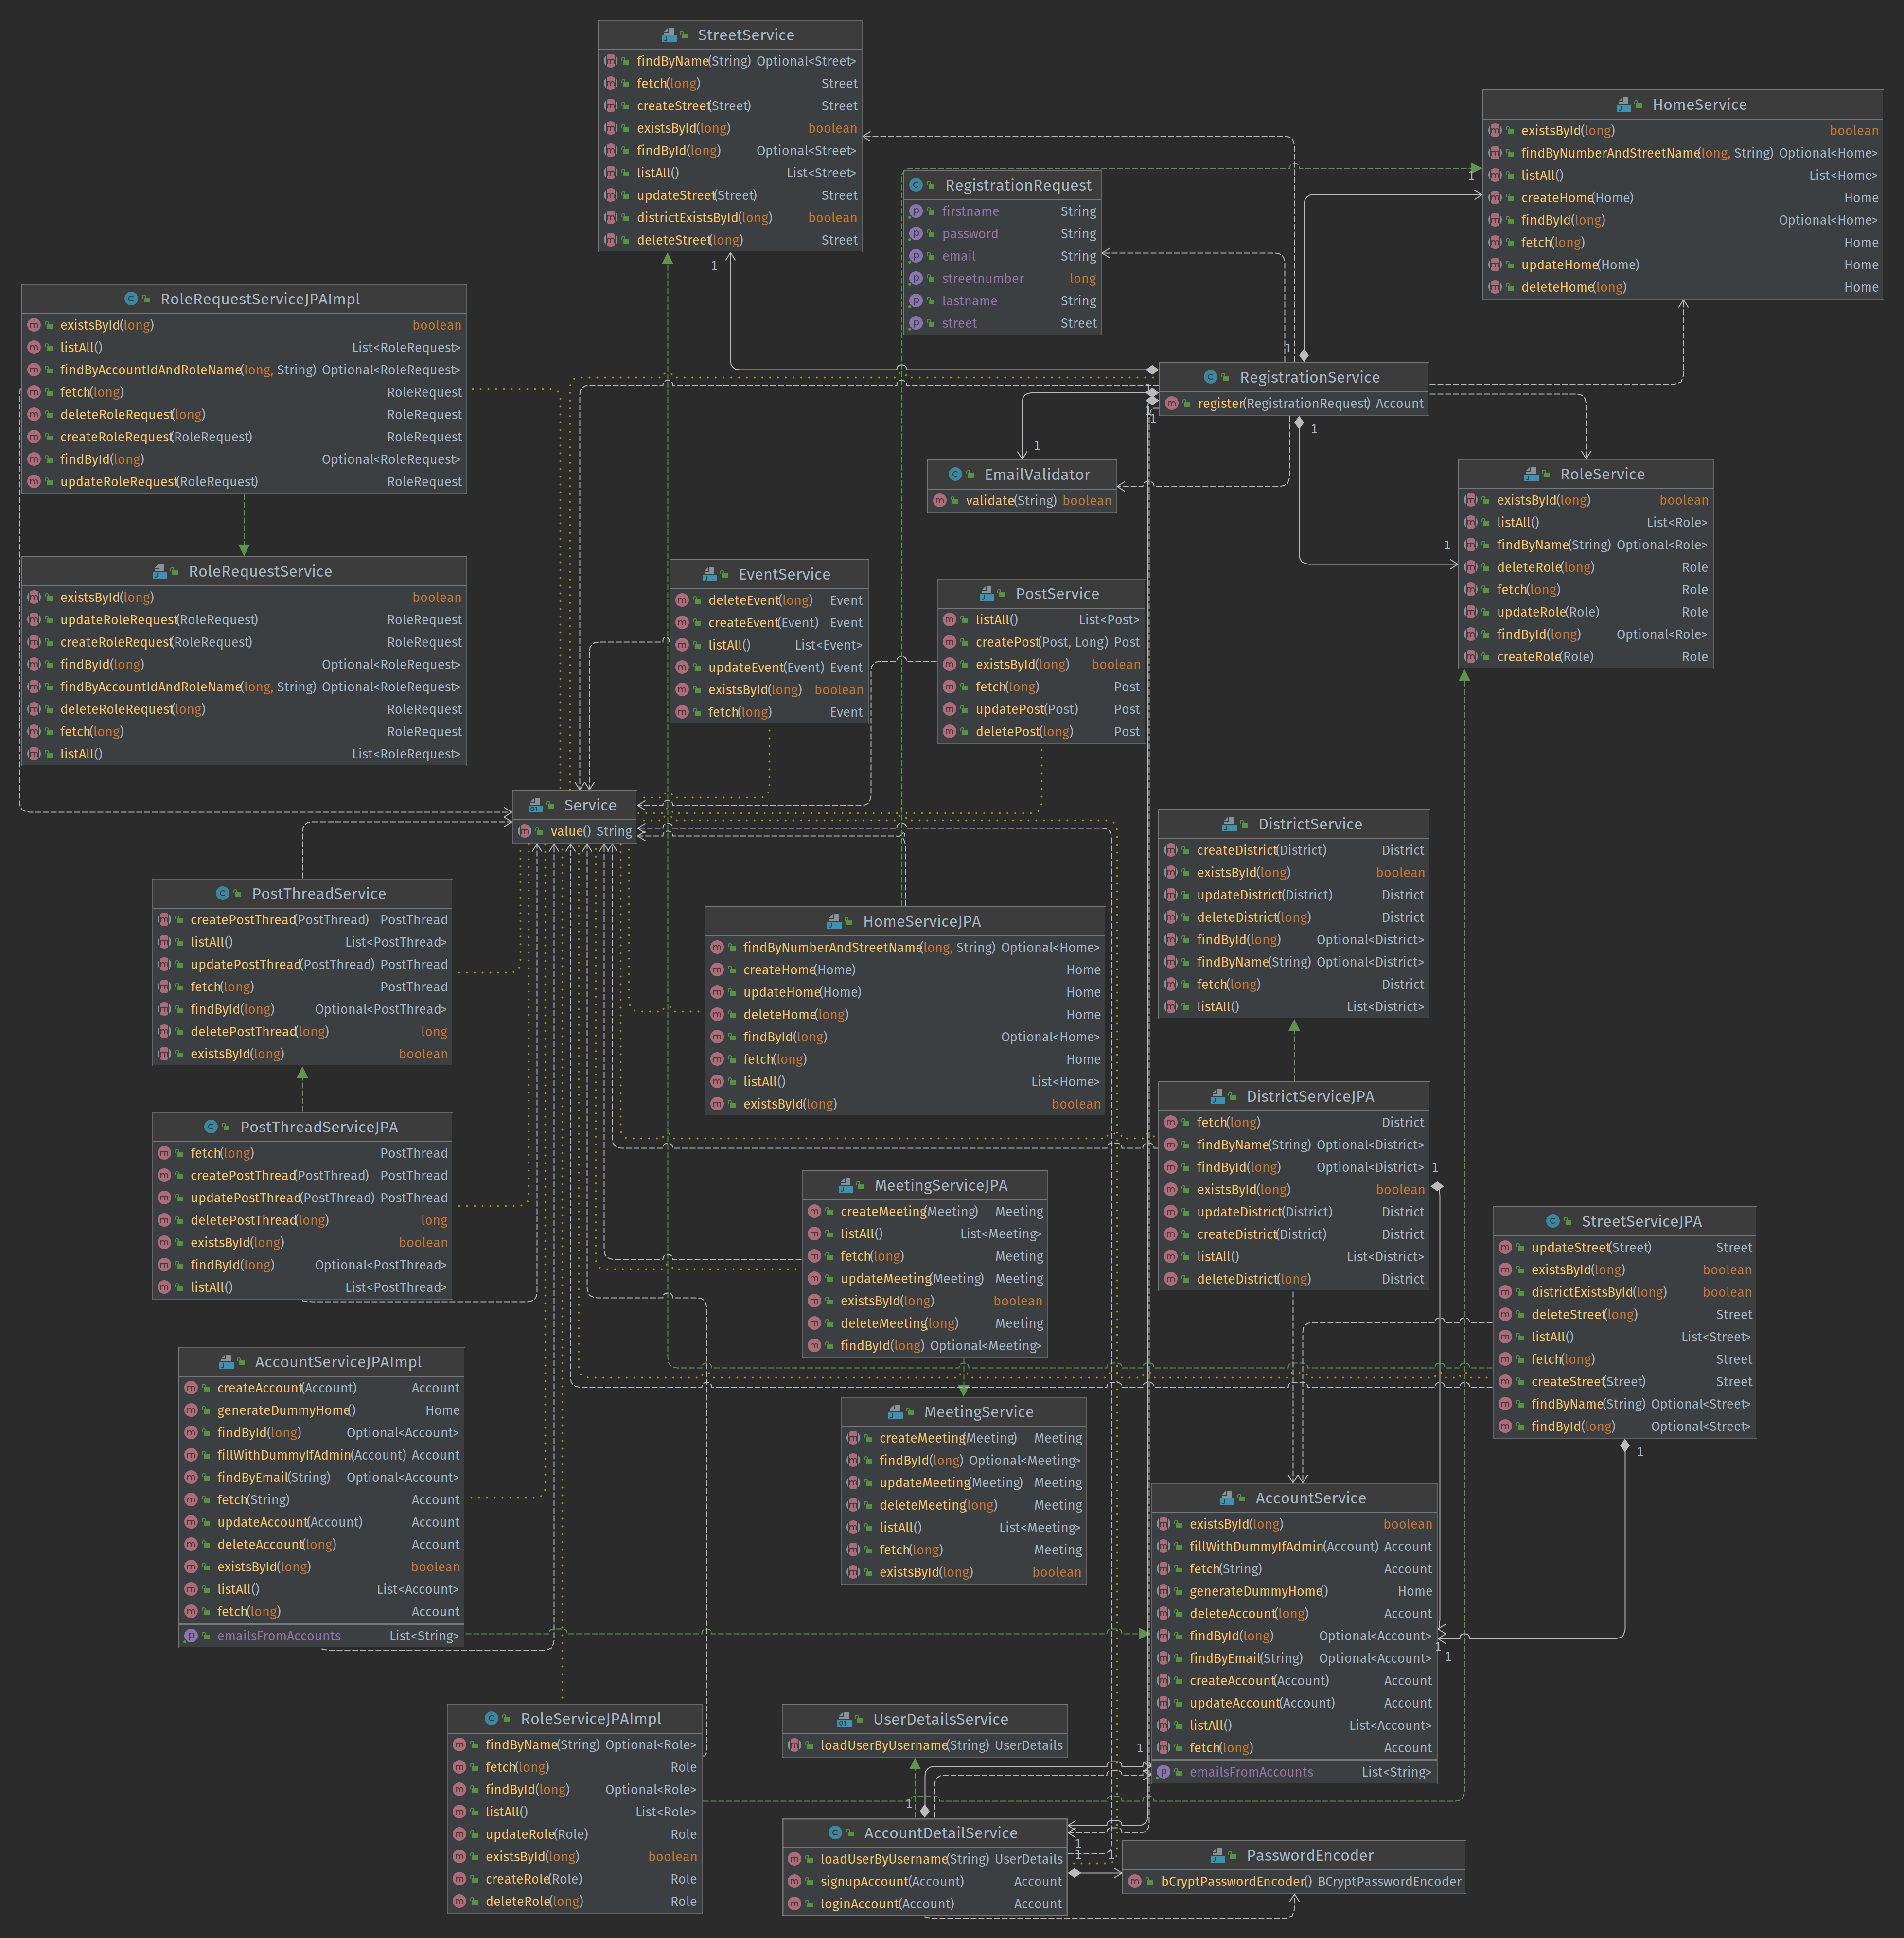 StreetService
findByName(String) Optional<Street>
fetch(long) Street
createStreet(Street) Street
existsById(long) boolean
findById(long) Optional<Street>
listAll() List<Street>
updateStreet(Street) Street
districtExistsById(long) boolean
deleteStreet(long) Street
1
HomeService
existsById(long) boolean
findByNumberAndStreetName(long, String) Optional<Home>
listAll() List<Home>
createHome(Home) Home
findById(long) Optional<Home>
fetch(long) Home
updateHome(Home) Home
deleteHome(long) Home
1
RegistrationRequest
firstname String
password String
email String
streetnumber long
lastname String
street Street
RoleRequestServiceJPAImpl
existsById(long) boolean
listAll() List<RoleRequest>
findByAccountIdAndRoleName(long, String) Optional<RoleRequest>
fetch(long) RoleRequest
deleteRoleRequest(long) RoleRequest
createRoleRequest(RoleRequest) RoleRequest
findById(long) Optional<RoleRequest>
updateRoleRequest(RoleRequest) RoleRequest
1
RegistrationService
register(RegistrationRequest) Account
1
1
1
1
1
EmailValidator
validate(String) boolean
RoleService
existsById(long) boolean
listAll() List<Role>
findByName(String) Optional<Role>
deleteRole(long) Role
fetch(long) Role
updateRole(Role) Role
findById(long) Optional<Role>
createRole(Role) Role
1
RoleRequestService
existsById(long) boolean
updateRoleRequest(RoleRequest) RoleRequest
createRoleRequest(RoleRequest) RoleRequest
findById(long) Optional<RoleRequest>
findByAccountIdAndRoleName(long, String) Optional<RoleRequest>
deleteRoleRequest(long) RoleRequest
fetch(long) RoleRequest
listAll() List<RoleRequest>
EventService
deleteEvent(long) Event
createEvent(Event) Event
listAll() List<Event>
updateEvent(Event) Event
existsById(long) boolean
fetch(long) Event
PostService
listAll() List<Post>
createPost(Post, Long) Post
existsById(long) boolean
fetch(long) Post
updatePost(Post) Post
deletePost(long) Post
Service
value() String
DistrictService
createDistrict(District) District
existsById(long) boolean
updateDistrict(District) District
deleteDistrict(long) District
findById(long) Optional<District>
findByName(String) Optional<District>
fetch(long) District
listAll() List<District>
PostThreadService
createPostThread(PostThread) PostThread
listAll() List<PostThread>
updatePostThread(PostThread) PostThread
fetch(long) PostThread
findById(long) Optional<PostThread>
deletePostThread(long) long
existsById(long) boolean
HomeServiceJPA
findByNumberAndStreetName(long, String) Optional<Home>
createHome(Home) Home
updateHome(Home) Home
deleteHome(long) Home
findById(long) Optional<Home>
fetch(long) Home
listAll() List<Home>
existsById(long) boolean
DistrictServiceJPA
fetch(long) District
findByName(String) Optional<District>
findById(long) Optional<District>
existsById(long) boolean
updateDistrict(District) District
createDistrict(District) District
listAll() List<District>
deleteDistrict(long) District
1
PostThreadServiceJPA
fetch(long) PostThread
createPostThread(PostThread) PostThread
updatePostThread(PostThread) PostThread
deletePostThread(long) long
existsById(long) boolean
findById(long) Optional<PostThread>
listAll() List<PostThread>
MeetingServiceJPA
createMeeting(Meeting) Meeting
listAll() List<Meeting>
fetch(long) Meeting
updateMeeting(Meeting) Meeting
existsById(long) boolean
deleteMeeting(long) Meeting
findById(long) Optional<Meeting>
StreetServiceJPA
updateStreet(Street) Street
existsById(long) boolean
districtExistsById(long) boolean
deleteStreet(long) Street
listAll() List<Street>
fetch(long) Street
createStreet(Street) Street
findByName(String) Optional<Street>
findById(long) Optional<Street>
1
AccountServiceJPAImpl
createAccount(Account) Account
generateDummyHome() Home
findById(long) Optional<Account>
fillWithDummyIfAdmin(Account) Account
findByEmail(String) Optional<Account>
fetch(String) Account
updateAccount(Account) Account
deleteAccount(long) Account
existsById(long) boolean
listAll() List<Account>
fetch(long) Account
emailsFromAccounts List<String>
MeetingService
createMeeting(Meeting) Meeting
findById(long) Optional<Meeting>
updateMeeting(Meeting) Meeting
deleteMeeting(long) Meeting
listAll() List<Meeting>
fetch(long) Meeting
existsById(long) boolean
AccountService
existsById(long) boolean
fillWithDummyIfAdmin(Account) Account
fetch(String) Account
generateDummyHome() Home
deleteAccount(long) Account
findById(long) Optional<Account>
findByEmail(String) Optional<Account>
createAccount(Account) Account
updateAccount(Account) Account
listAll() List<Account>
fetch(long) Account
emailsFromAccounts List<String>
1
1
1
RoleServiceJPAImpl
findByName(String) Optional<Role>
fetch(long) Role
findById(long) Optional<Role>
listAll() List<Role>
updateRole(Role) Role
existsById(long) boolean
createRole(Role) Role
deleteRole(long) Role
UserDetailsService
loadUserByUsername(String) UserDetails
1
AccountDetailService
loadUserByUsername(String) UserDetails
signupAccount(Account) Account
loginAccount(Account) Account
1
1
1
PasswordEncoder
bCryptPasswordEncoder() BCryptPasswordEncoder